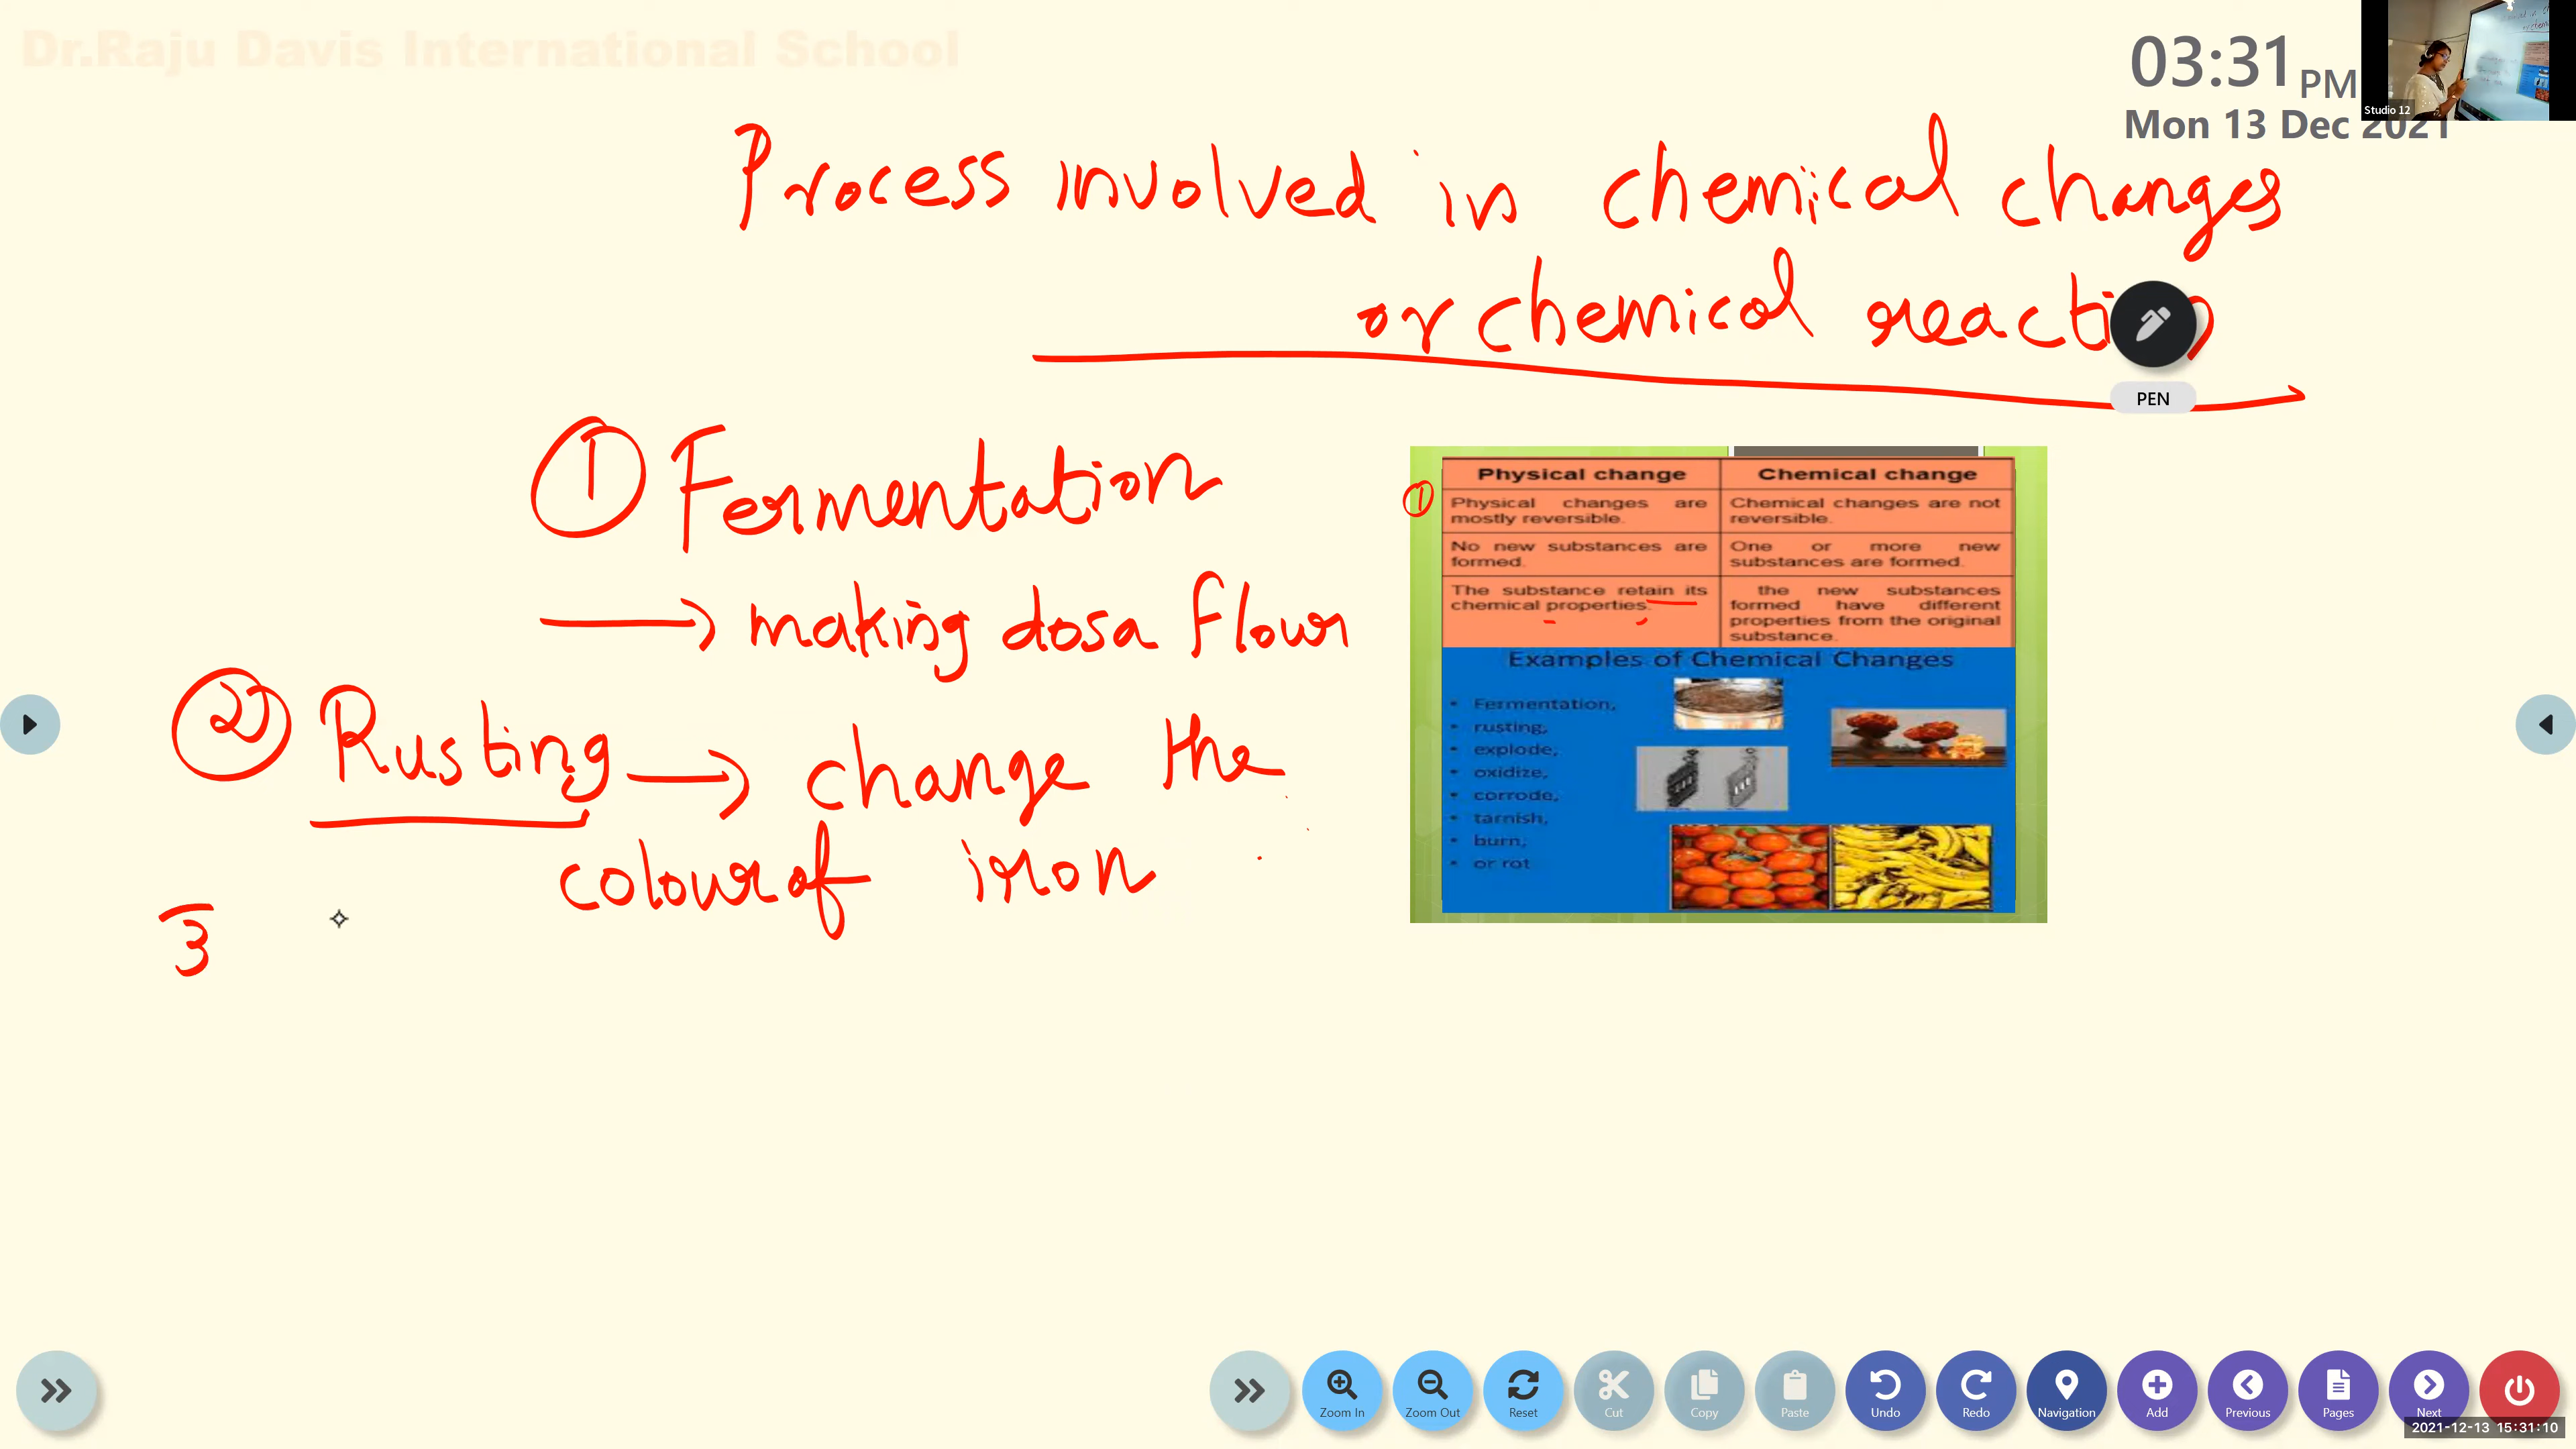 Dr.Raju Davis International School
03:31 PM
Mon 13 Dec 2021
Studio 12
Process involved in chemical changes
or chemical reaction
PEN
① Fermentation
→ making dosa flour
② Rusting → change the
colour of iron
3
①
Physical change
Chemical change
Physical changes are
mostly reversible.
Chemical changes are not
reversible.
No new substances are
formed.
One or more new
substances are formed.
The substance retain its
chemical properties.
the new substances
formed have different
properties from the original
substance.
Examples of Chemical Changes
• Fermentation,
• rusting,
• explode,
• oxidize,
• corrode,
• tarnish,
• burn,
• or rot
Zoom In
Zoom Out
Reset
Cut
Copy
Paste
Undo
Redo
Navigation
Add
Previous
Pages
Next
2021-12-13 15:31:10